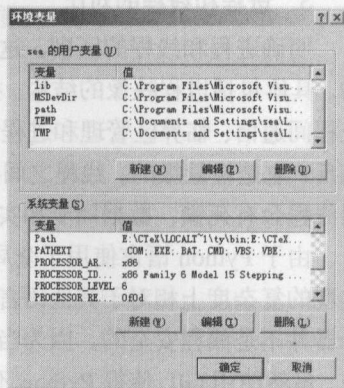 环境变量
sea 的用户变量(U)
变量 值
lib C:\Program Files\Microsoft Visu...
MSDevDir C:\Program Files\Microsoft Visu...
path C:\Program Files\Microsoft Visu...
TEMP C:\Documents and Settings\sea\L...
TMP C:\Documents and Settings\sea\L...
新建(N) 编辑(E) 删除(D)
系统变量(S)
变量 值
Path E:\CTeX\LOCALT~1\ty\bin;E:\CTeX...
PATHEXT .COM;.EXE;.BAT;.CMD;.VBS;.VBE;...
PROCESSOR_AR... x86
PROCESSOR_ID... x86 Family 6 Model 15 Stepping ...
PROCESSOR_LEVEL 6
PROCESSOR_RE... 0f0d
新建(W) 编辑(I) 删除(L)
确定 取消